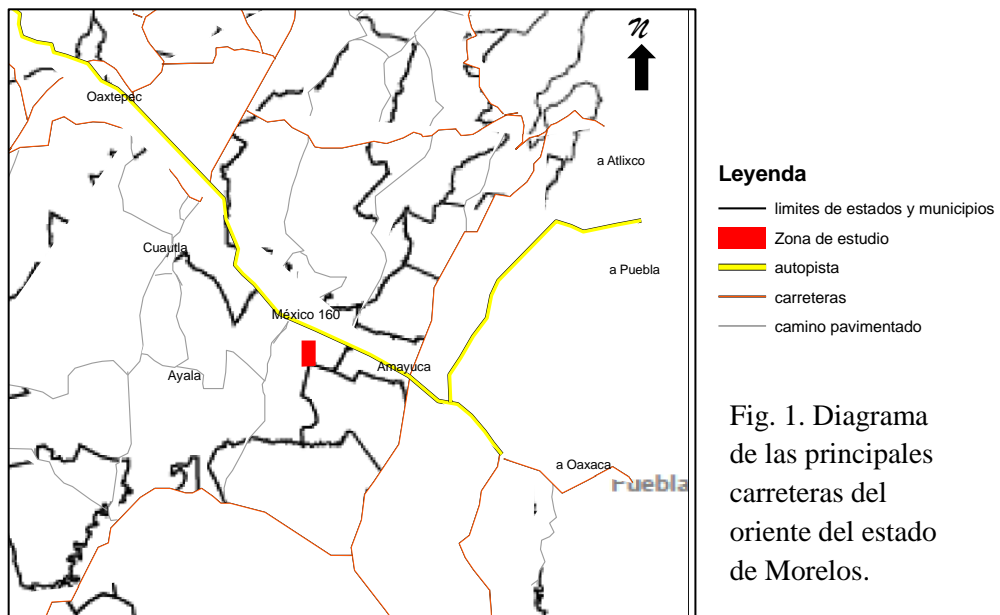 N
Oaxtepec
a Atlixco
Cuautla
a Puebla
México 160
Amayuca
Ayala
a Oaxaca
Puebla
Leyenda
limites de estados y municipios
Zona de estudio
autopista
carreteras
camino pavimentado
Fig. 1. Diagrama
de las principales
carreteras del
oriente del estado
de Morelos.